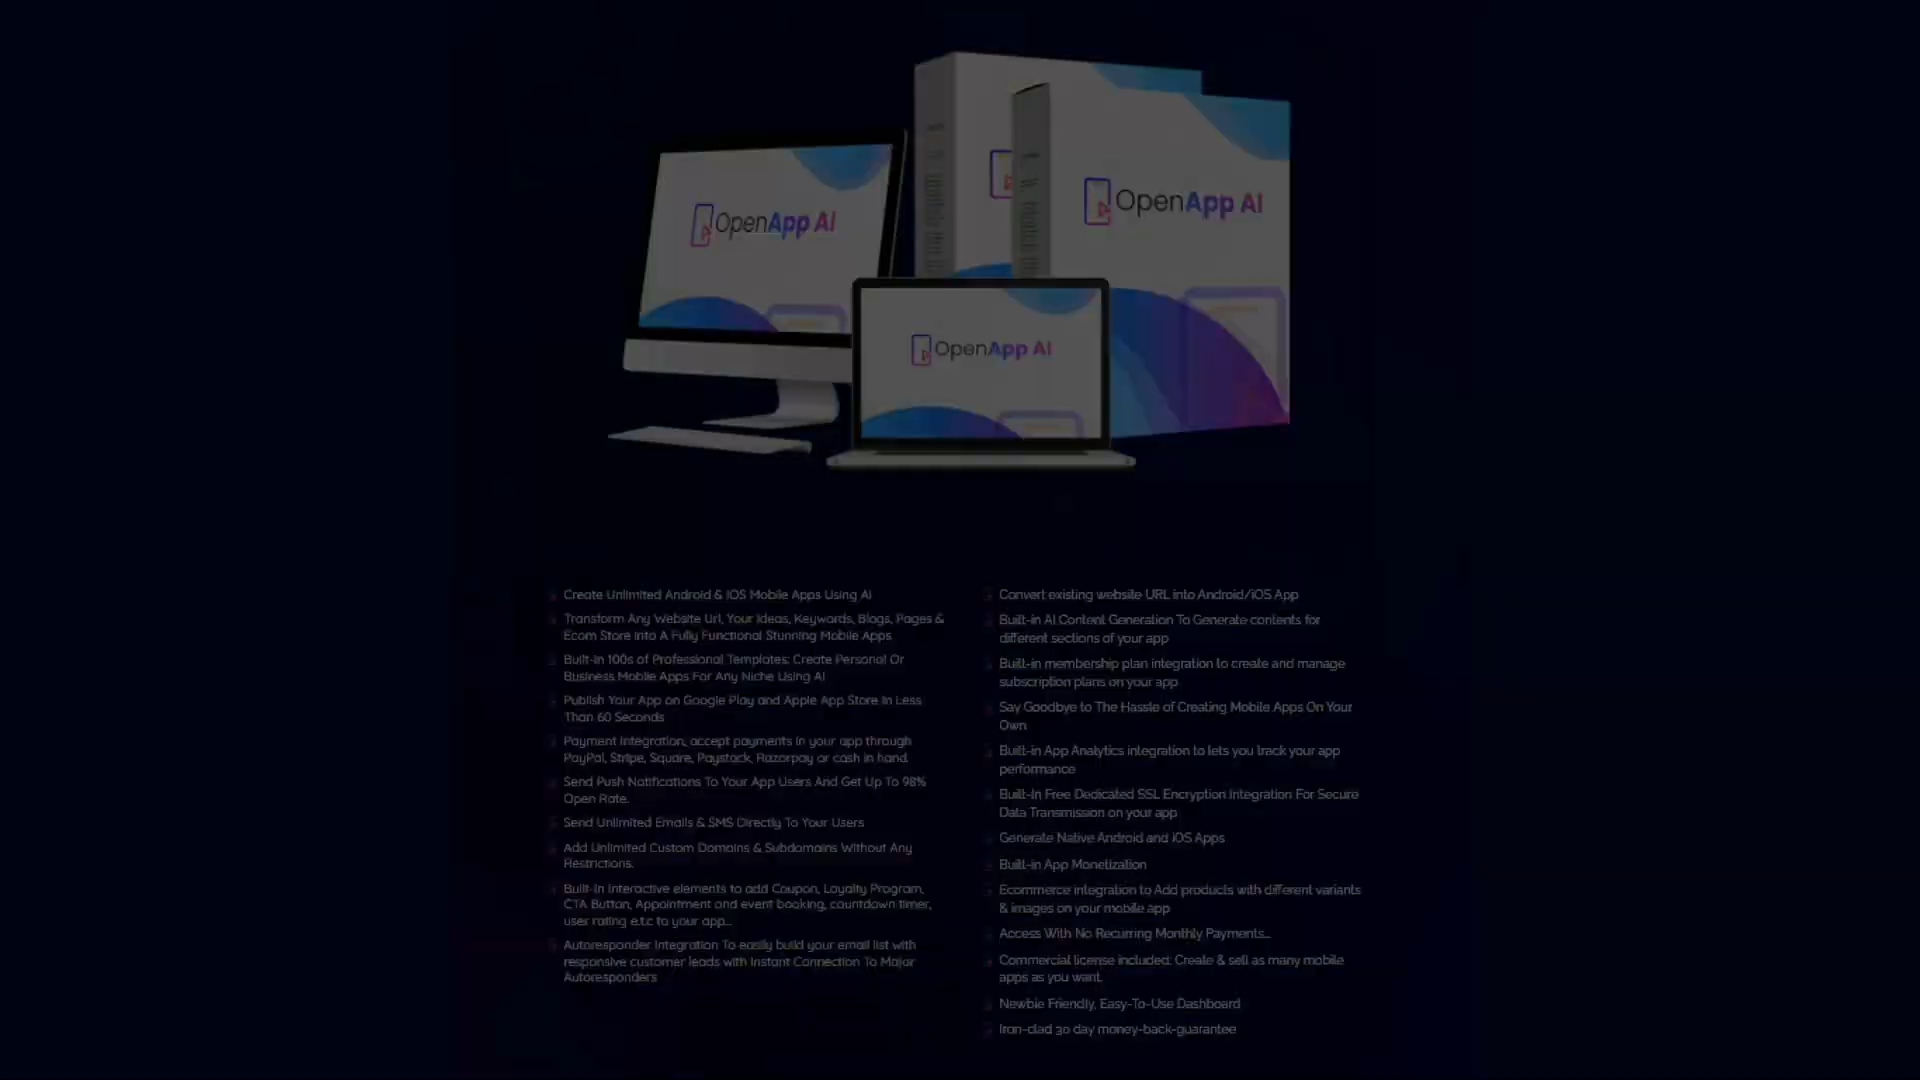 OpenApp AI
OpenApp AI
OpenApp AI
Create Unlimited Android & iOS Mobile Apps Using AI
Transform Any Website Url, Your Ideas, Keywords, Blogs, Pages &
Ecom Store Into A Fully Functional Stunning Mobile Apps
Built-in 100s of Professional Templates: Create Personal Or
Business Mobile Apps For Any Niche Using AI
Publish Your App on Google Play and Apple App Store In Less
Than 60 Seconds
Payment Integration, accept payments in your app through
PayPal, Stripe, Square, Paystack, Razorpay or cash in hand.
Send Push Notifications To Your App Users And Get Up To 98%
Open Rate.
Send Unlimited Emails & SMS Directly To Your Users
Add Unlimited Custom Domains & Subdomains Without Any
Restrictions.
Built-In Interactive elements to add Coupon, Loyalty Program,
CTA Button, Appointment and event booking, countdown timer,
user rating e.t.c to your app...
Autoresponder Integration To easily build your email list with
responsive customer leads with Instant Connection To Major
Autoresponders
Convert existing website URL into Android/iOS App
Built-in AI Content Generation To Generate contents for
different sections of your app
Built-in membership plan integration to create and manage
subscription plans on your app
Say Goodbye to The Hassle of Creating Mobile Apps On Your
Own
Built-in App Analytics integration to lets you track your app
performance
Built-In Free Dedicated SSL Encryption Integration For Secure
Data Transmission on your app
Generate Native Android and iOS Apps
Built-in App Monetization
Ecommerce integration to Add products with different variants
& images on your mobile app
Access With No Recurring Monthly Payments...
Commercial license included: Create & sell as many mobile
apps as you want.
Newbie Friendly, Easy-To-Use Dashboard
Iron-clad 30 day money-back-guarantee